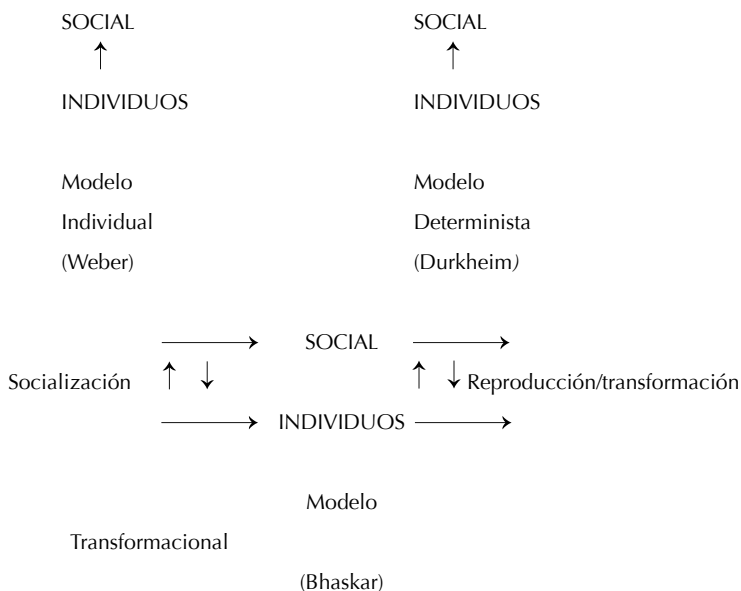 SOCIAL SOCIAL
↑ ↑
INDIVIDUOS INDIVIDUOS
Modelo Modelo
Individual Determinista
(Weber) (Durkheim)
→ SOCIAL →
Socialización ↑ ↓ ↑ ↓ Reproducción/transformación
→ INDIVIDUOS →
Modelo
Transformacional
(Bhaskar)